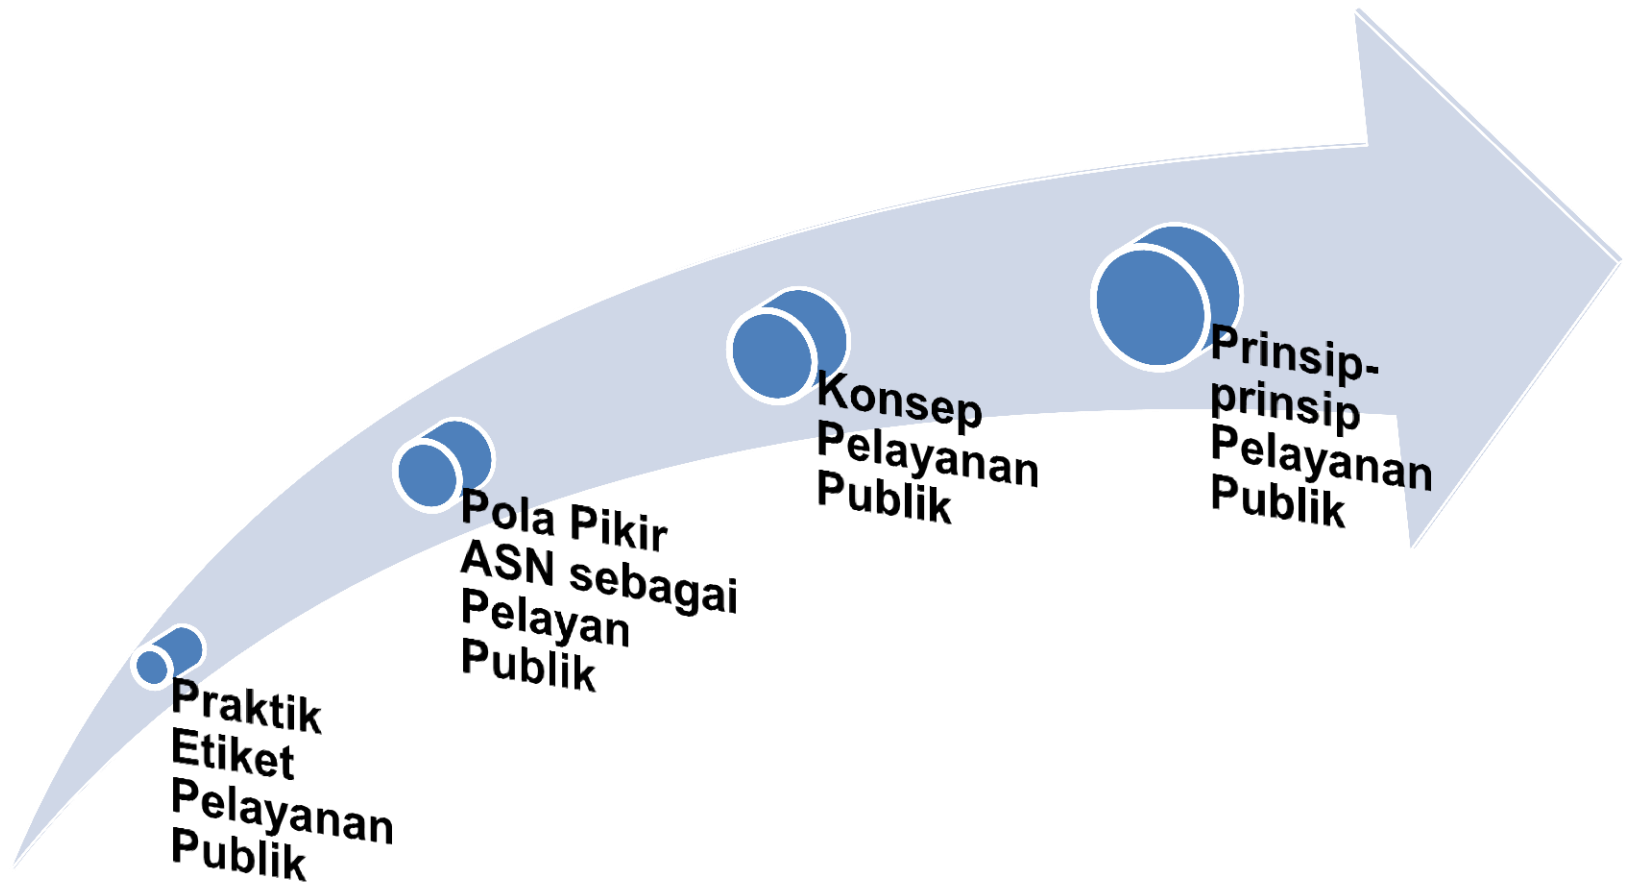 Praktik
Etiket
Pelayanan
Publik
Pola Pikir
ASN sebagai
Pelayan
Publik
Konsep
Pelayanan
Publik
Prinsip-
prinsip
Pelayanan
Publik